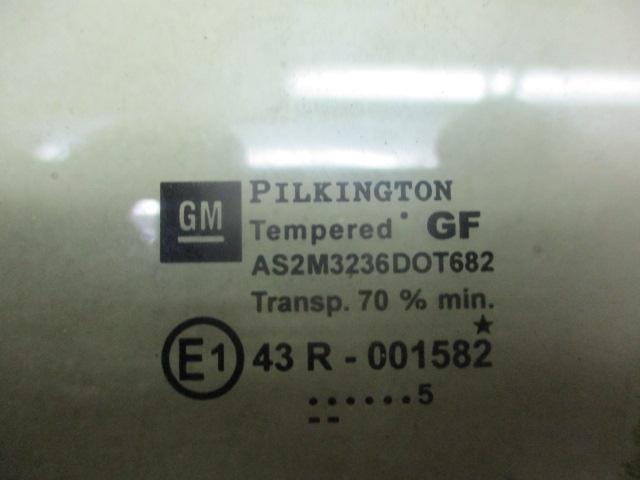 GM
PILKINGTON
Tempered • GF
AS2M3236DOT682
Transp. 70 % min.
★
E1 43 R - 001582
......5
--